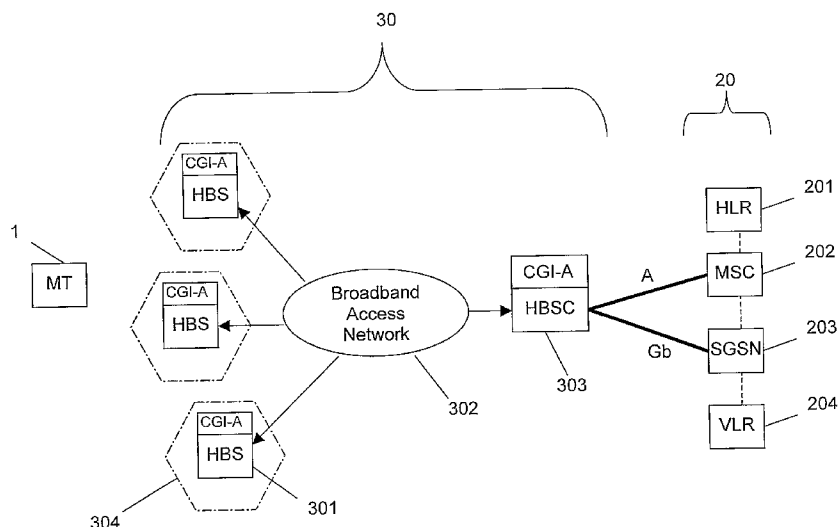 30
20
CGI-A
HBS
1
MT
CGI-A
HBS
Broadband
Access
Network
302
CGI-A
HBSC
303
A
Gb
HLR
201
MSC
202
SGSN
203
VLR
204
CGI-A
HBS
304
301